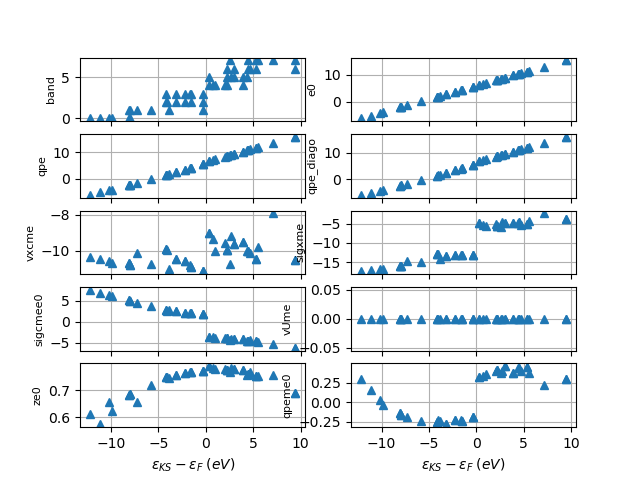 band
5
0
e0
10
0
qpe
10
0
qpe_diago
10
0
vxcme
−8
−10
sigxme
−5
−10
−15
sigcmee0
5
0
−5
vUme
0.05
0.00
−0.05
ze0
0.7
0.6
qpeme0
0.25
0.00
−0.25
−10 −5 0 5 10
−10 −5 0 5 10
εKS − εF (eV)
εKS − εF (eV)